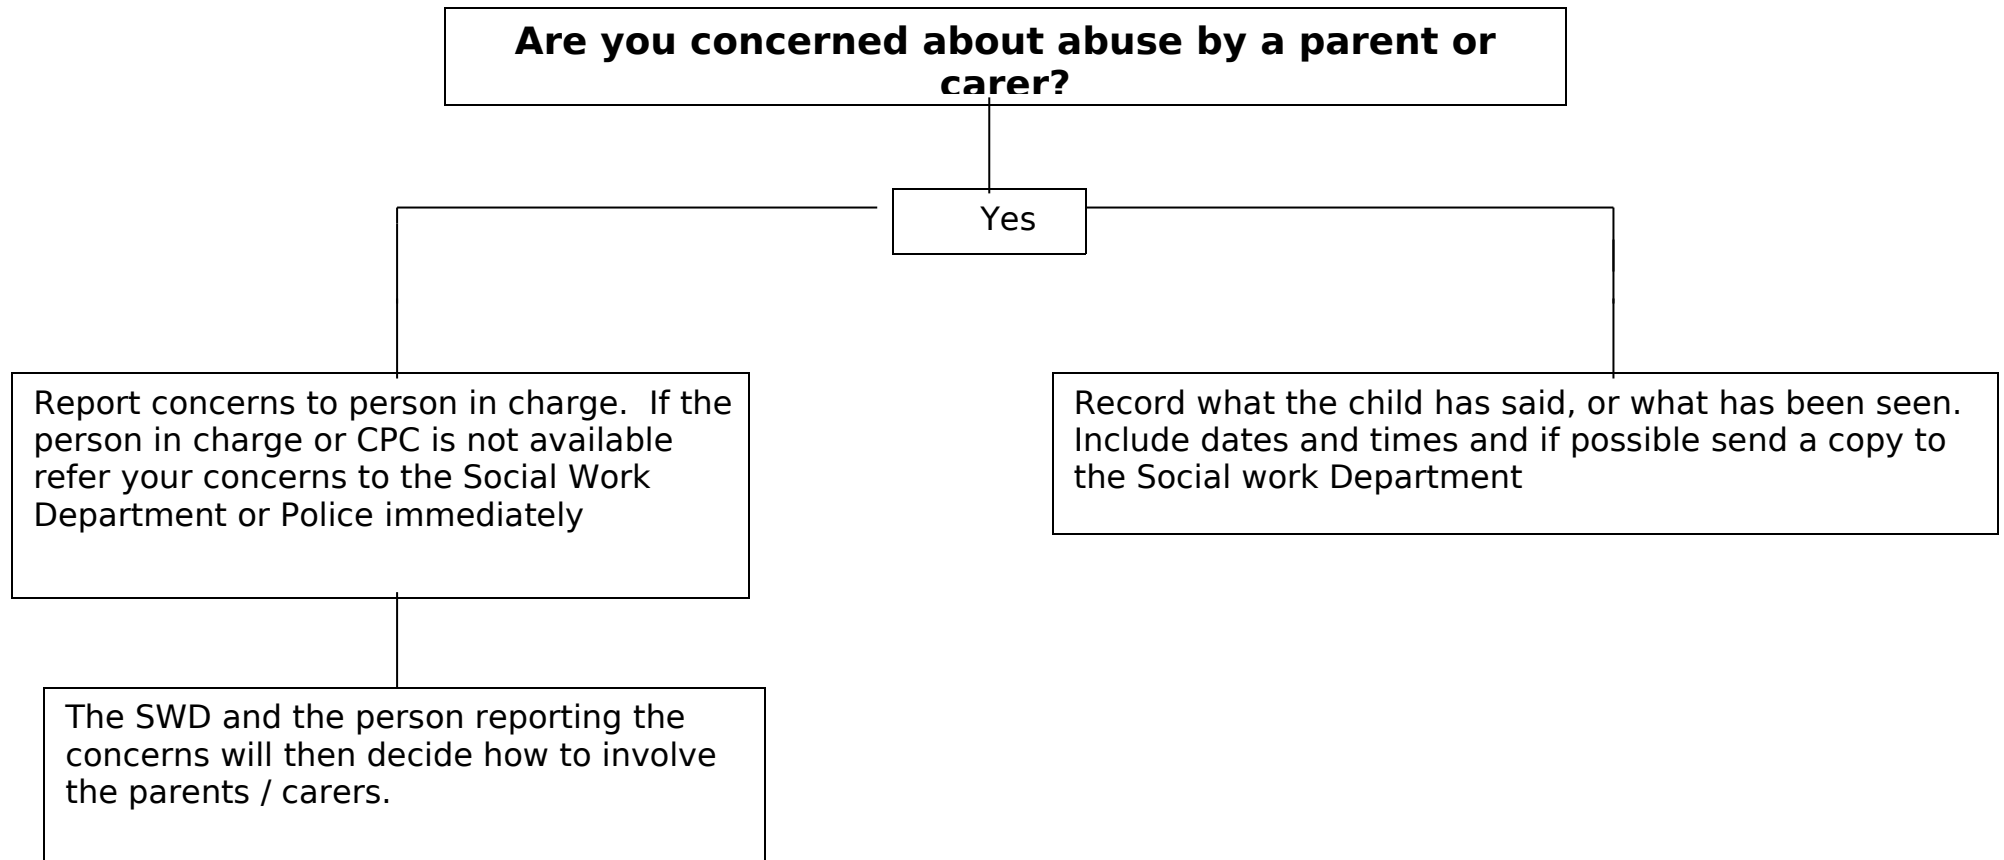 Are you concerned about abuse by a parent or
carer?
Yes
Report concerns to person in charge.  If the
person in charge or CPC is not available
refer your concerns to the Social Work
Department or Police immediately
Record what the child has said, or what has been seen.
Include dates and times and if possible send a copy to
the Social work Department
The SWD and the person reporting the
concerns will then decide how to involve
the parents / carers.